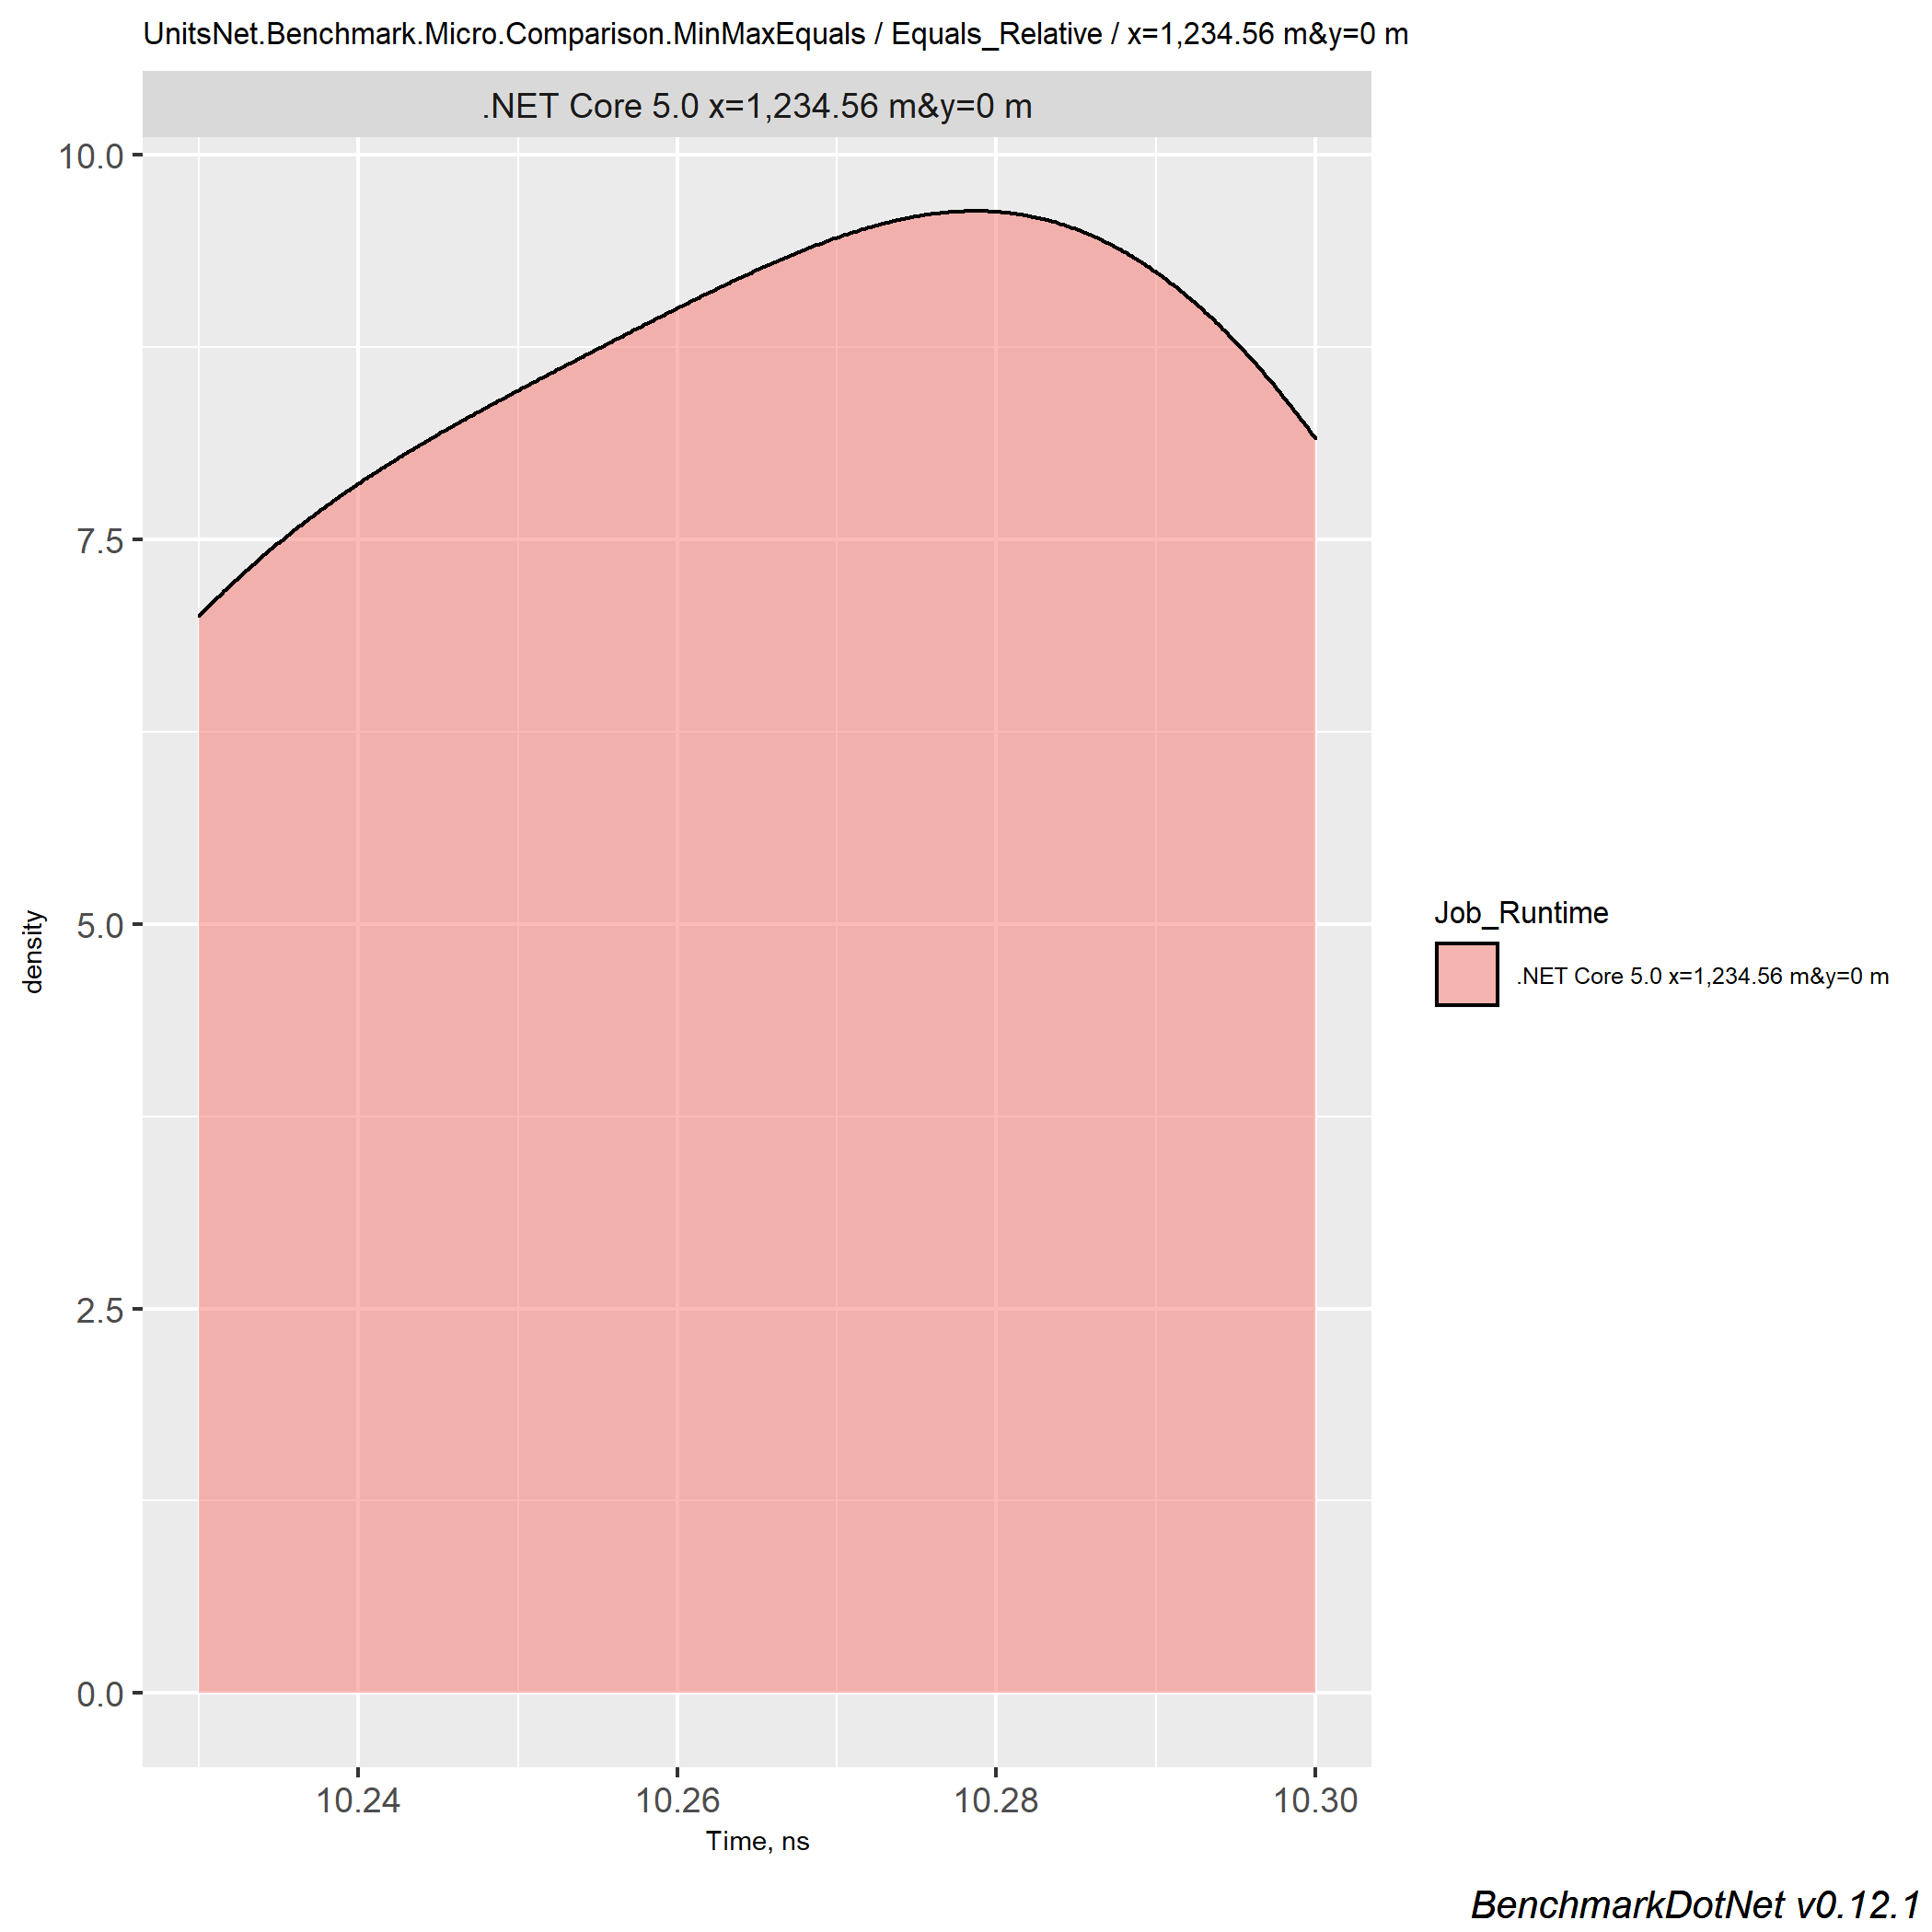 UnitsNet.Benchmark.Micro.Comparison.MinMaxEquals / Equals_Relative / x=1,234.56 m&y=0 m
.NET Core 5.0 x=1,234.56 m&y=0 m
10.0
7.5
5.0
2.5
0.0
density
10.24 10.26 10.28 10.30
Time, ns
Job_Runtime
.NET Core 5.0 x=1,234.56 m&y=0 m
BenchmarkDotNet v0.12.1